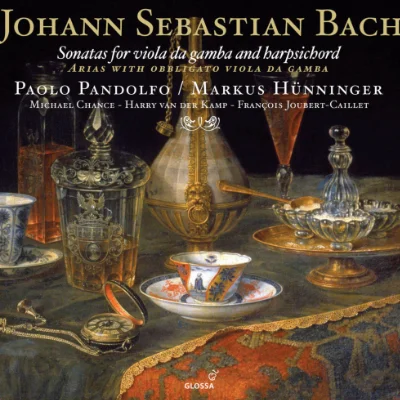 JOHANN SEBASTIAN BACH
Sonatas for viola da gamba and harpsichord
ARIAS WITH OBBLIGATO VIOLA DA GAMBA
PAOLO PANDOLFO / MARKUS HÜNNINGER
MICHAEL CHANCE - HARRY VAN DER KAMP - FRANÇOIS JOUBERT-CAILLET
GLOSSA